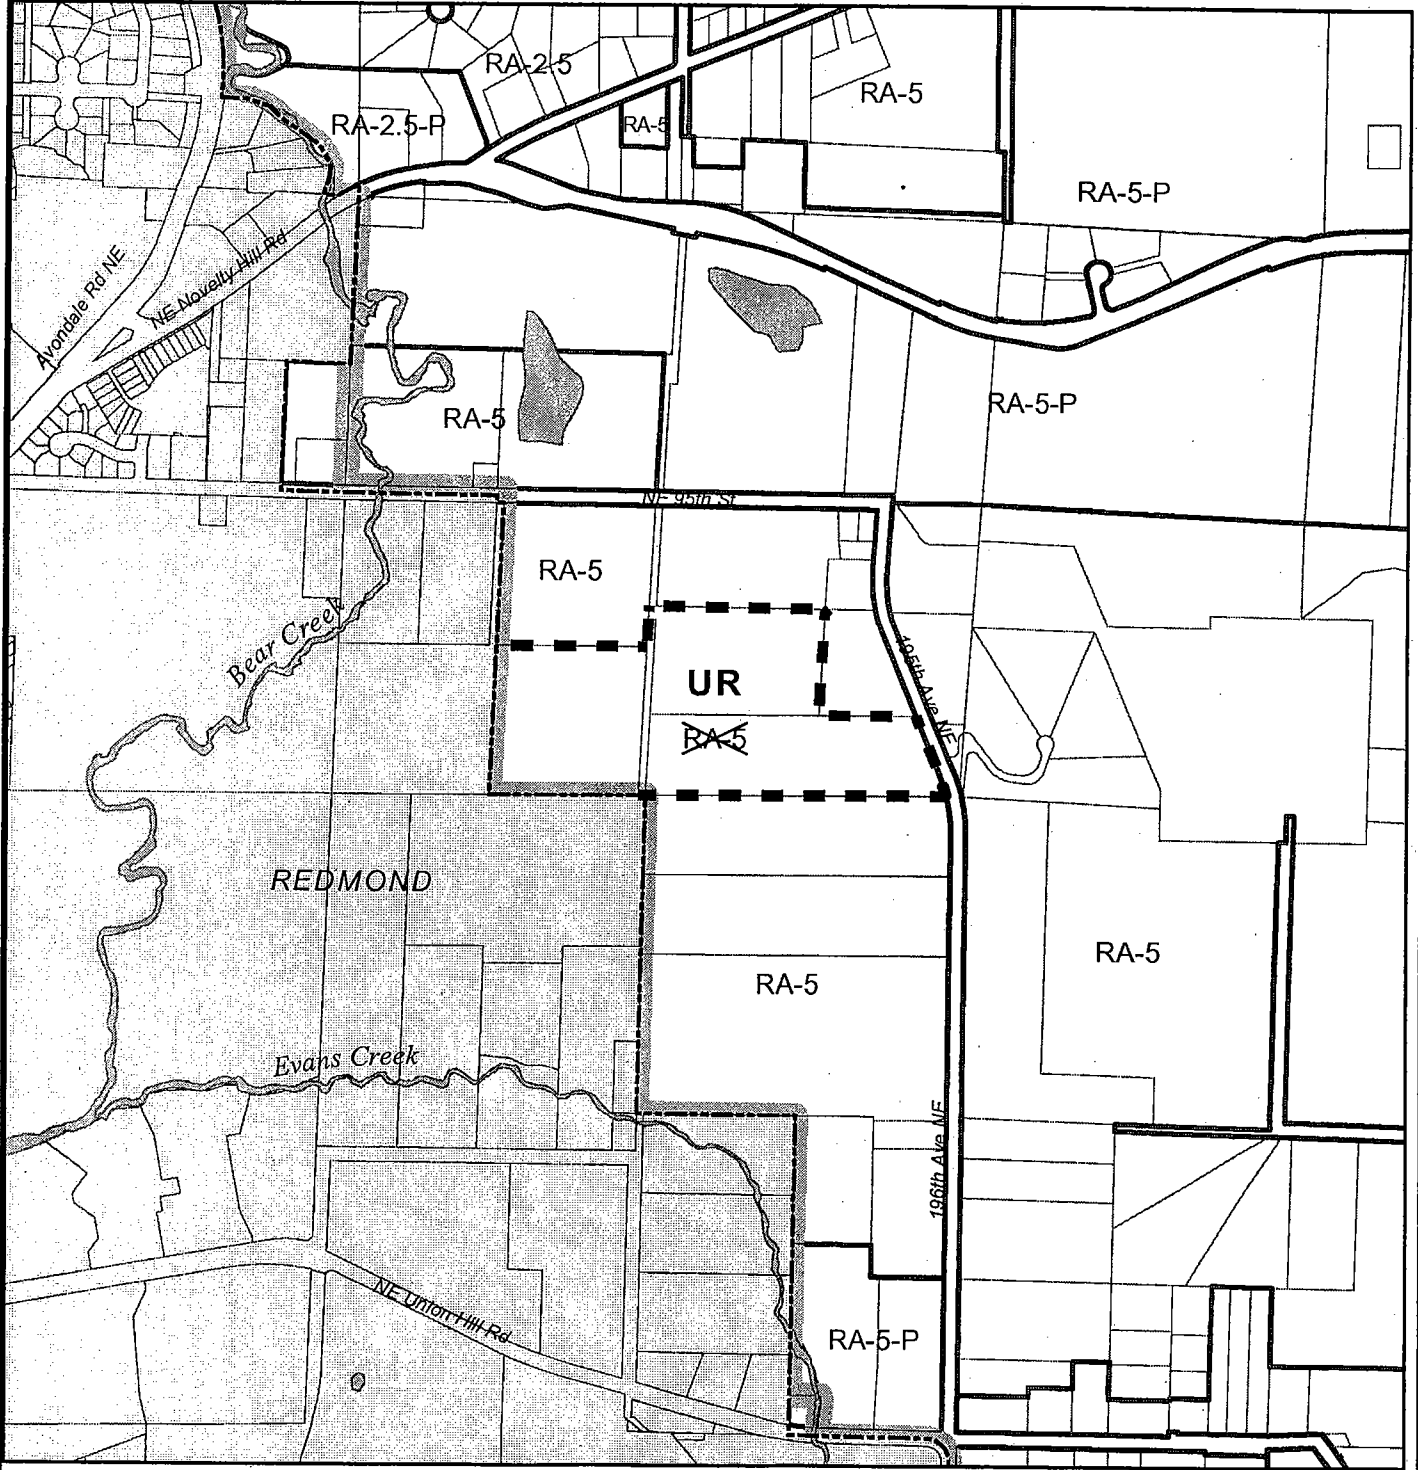 RA-2.5
RA-5
RA-2.5-P
RA-5
RA-5-P
NE Novelty Hill Rd
Avondale Rd NE
RA-5-P
RA-5
NE 95th St
RA-5
Bear Creek
195th Ave NE
UR
RA-5
REDMOND
RA-5
RA-5
Evans Creek
196th Ave NE
NE Union Hill Rd
RA-5-P